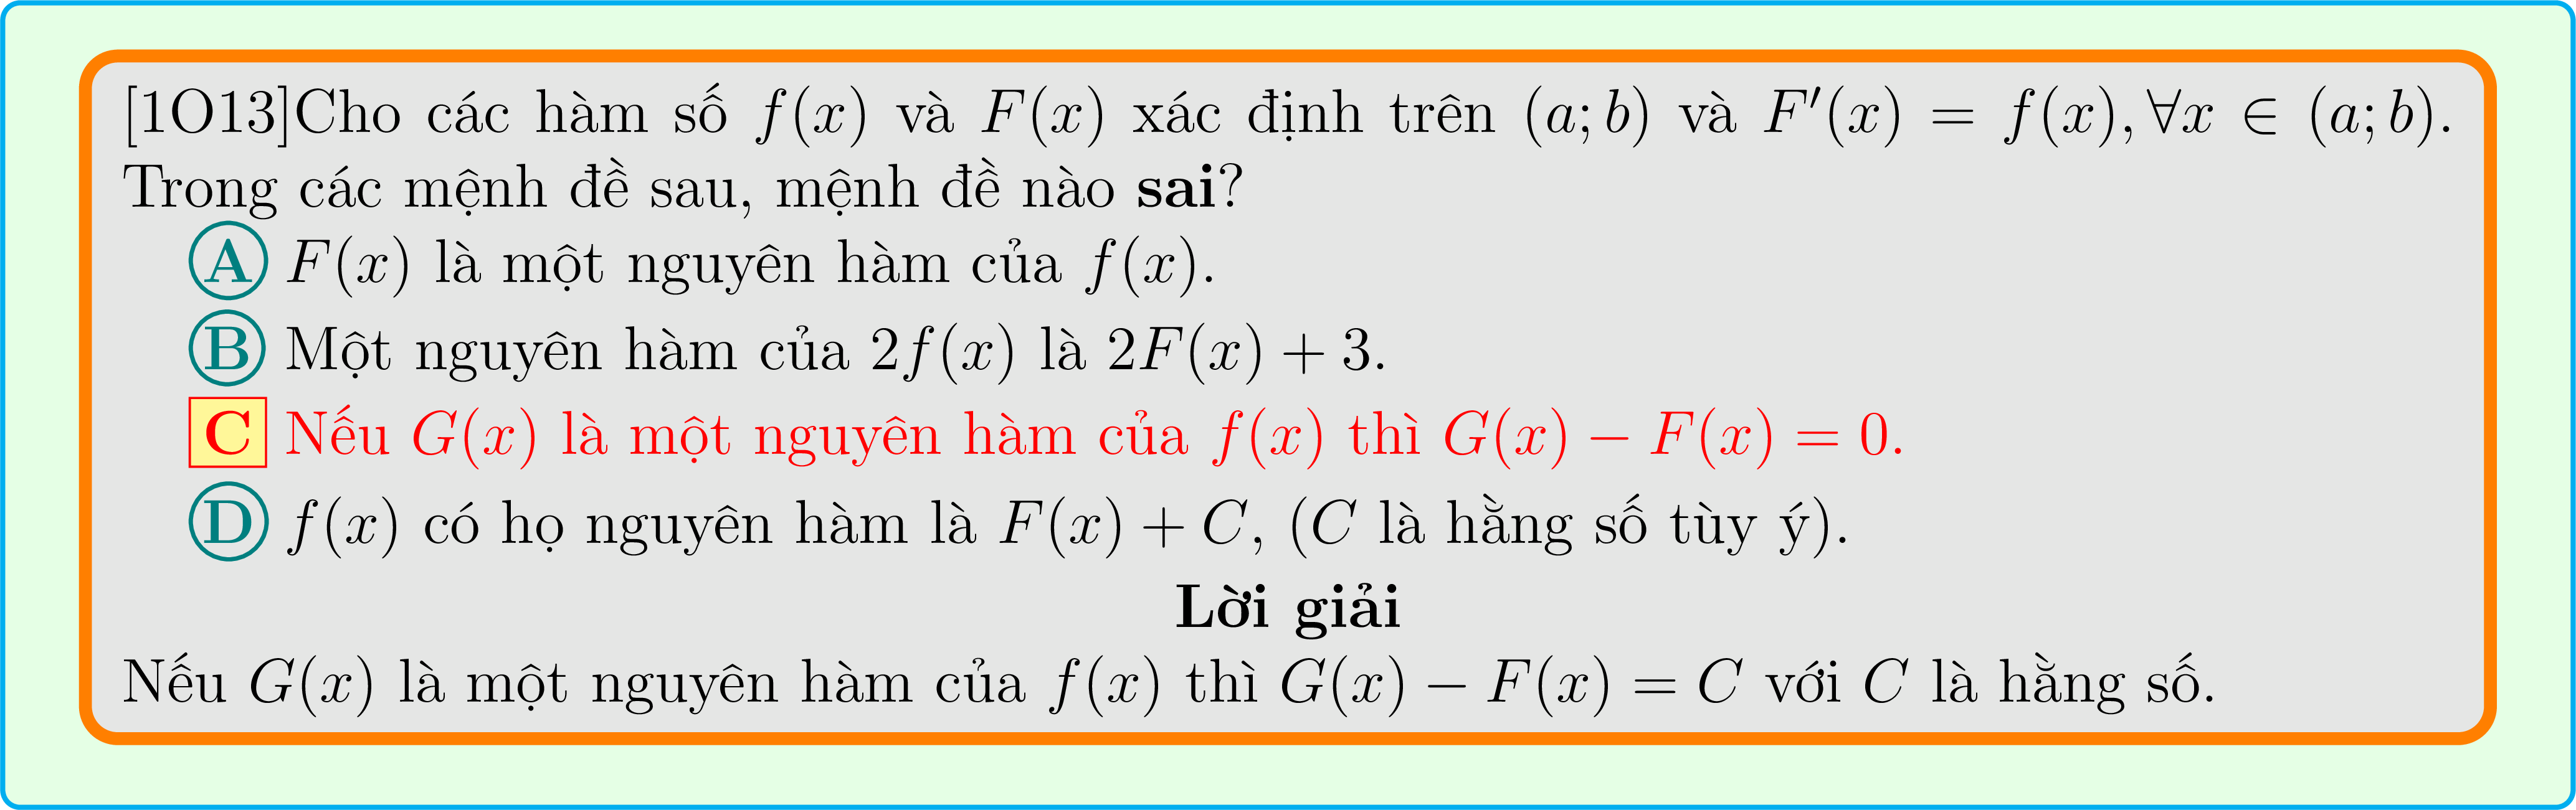 [1O13]Cho các hàm số f(x) và F(x) xác định trên (a; b) và F′(x) = f(x), ∀x ∈ (a; b).
Trong các mệnh đề sau, mệnh đề nào sai?
A F(x) là một nguyên hàm của f(x).
B Một nguyên hàm của 2f(x) là 2F(x) + 3.
C Nếu G(x) là một nguyên hàm của f(x) thì G(x) − F(x) = 0.
D f(x) có họ nguyên hàm là F(x) + C, (C là hằng số tùy ý).
Lời giải
Nếu G(x) là một nguyên hàm của f(x) thì G(x) − F(x) = C với C là hằng số.